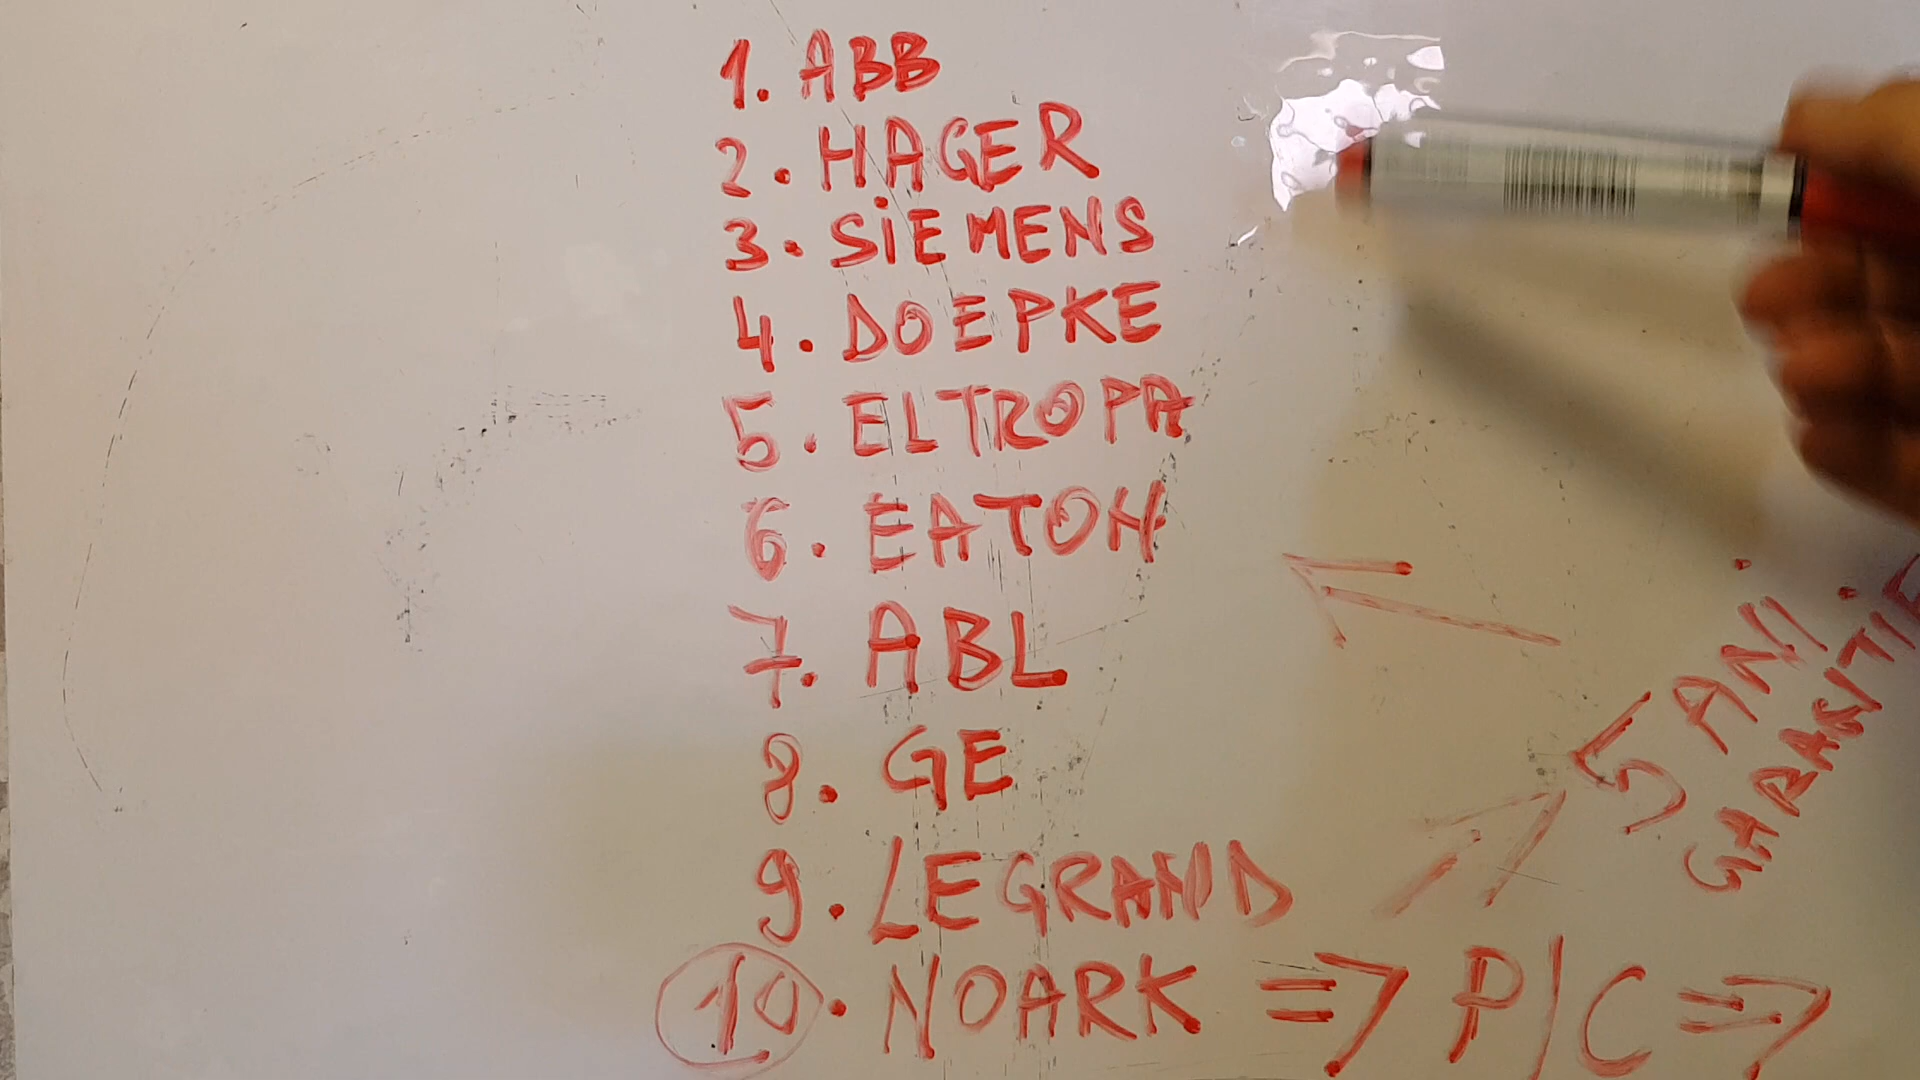 1. ABB
2. HAGER
3. SiEMENS
4. DOEPKE
5. ELTROPA
6. EATON
7. ABL
8. GE
9. LEGRAND
10. NOARK => P/C =>
5 ANI
GARANTIE